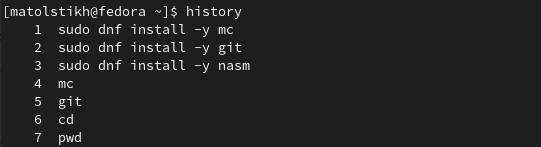 [matolstikh@fedora ~]$ history
1 sudo dnf install -y mc
2 sudo dnf install -y git
3 sudo dnf install -y nasm
4 mc
5 git
6 cd
7 pwd